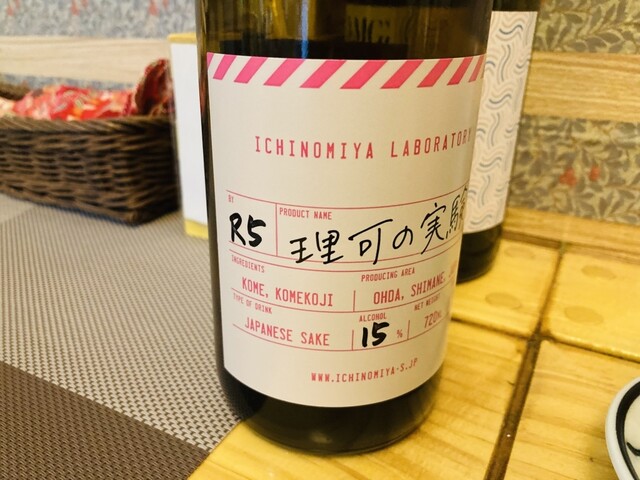 ICHINOMIYA LABORATORY
BY
R5
PRODUCT NAME
理可の実験
INGREDIENTS
KOME, KOMEKOJI
PRODUCING AREA
OHDA, SHIMANE,
TYPE OF DRINK
JAPANESE SAKE
ALCOHOL
15 %
NET WEIGHT
720ML
WWW.ICHINOMIYA-S.JP